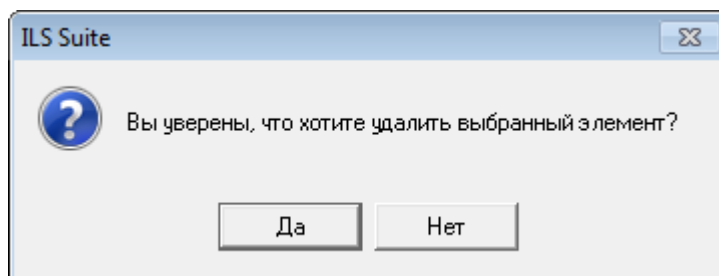 ILS Suite
Вы уверены, что хотите удалить выбранный элемент?
Да
Нет